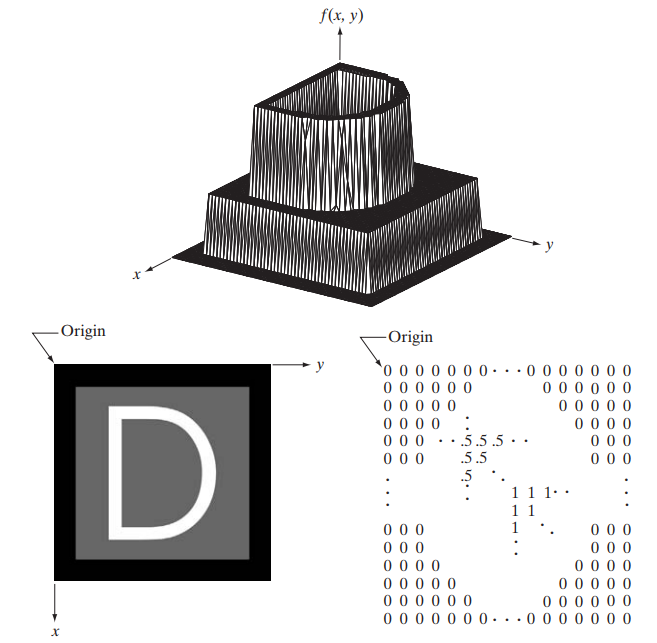 f(x, y)
y
x
Origin
y
x
Origin
0 0 0 0 0 0 0 · · · 0 0 0 0 0 0 0
0 0 0 0 0 0 0 0 0 0 0 0
0 0 0 0 0 0 0 0 0 0
0 0 0 0 : 0 0 0 0
0 0 0 · · .5 .5 .5 · · 0 0 0
0 0 0 .5 .5 0 0 0
.5
1 1 1 · ·
1 1
0 0 0 1 0 0 0
0 0 0 0 0 0
0 0 0 0 0 0 0 0
0 0 0 0 0 0 0 0 0 0
0 0 0 0 0 0 0 0 0 0 0 0
0 0 0 0 0 0 0 · · · 0 0 0 0 0 0 0
D